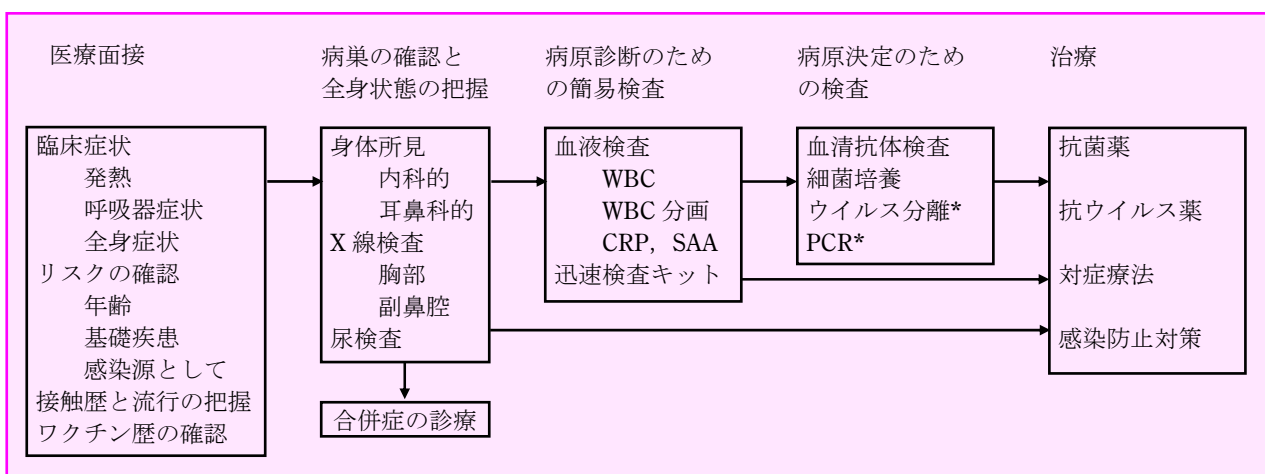 医療面接
病巣の確認と
全身状態の把握
病原診断のため
の簡易検査
病原決定のため
の検査
治療
臨床症状
発熱
呼吸器症状
全身症状
リスクの確認
年齢
基礎疾患
感染源として
接触歴と流行の把握
ワクチン歴の確認
身体所見
内科的
耳鼻科的
X 線検査
胸部
副鼻腔
尿検査
合併症の診療
血液検査
WBC
WBC 分画
CRP，SAA
迅速検査キット
血清抗体検査
細菌培養
ウイルス分離*
PCR*
抗菌薬
抗ウイルス薬
対症療法
感染防止対策